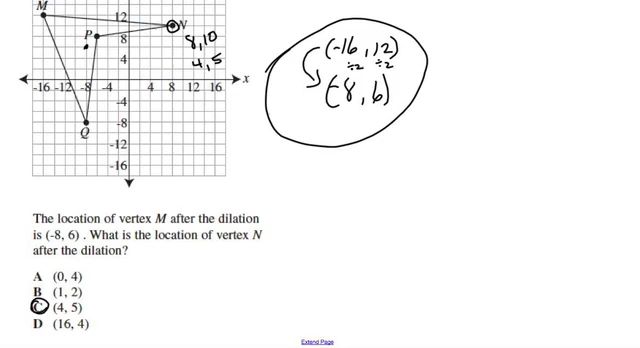 M
12
N
P
8
8,10
4
4,5
-16 -12 -8 -4 4 8 12 16 x
-4
-8
Q
-12
-16
(-16, 12)
÷2 ÷2
(-8, 6)
The location of vertex M after the dilation
is (-8, 6) . What is the location of vertex N
after the dilation?
A (0, 4)
B (1, 2)
C (4, 5)
D (16, 4)
Extend Page